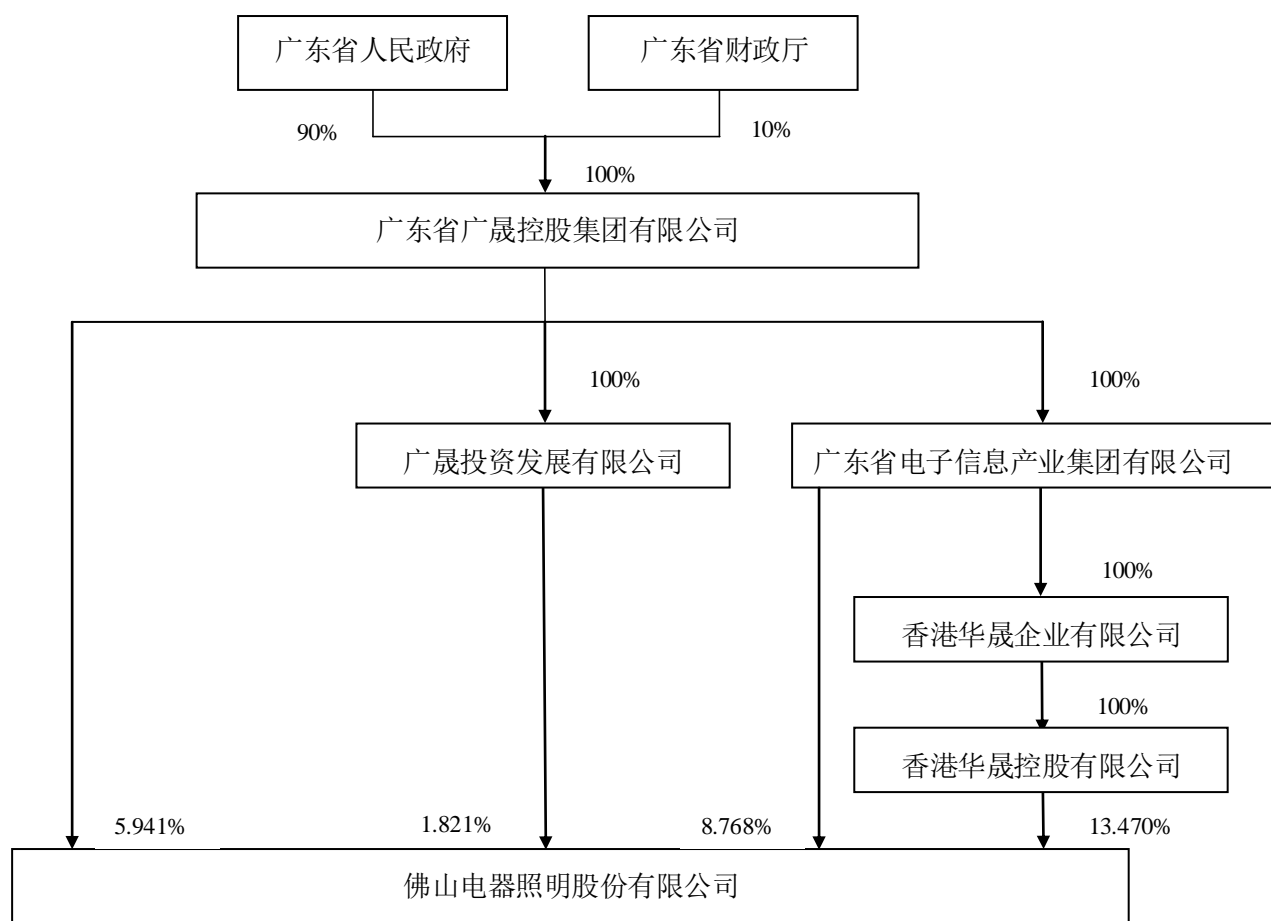 广东省人民政府
广东省财政厅
90%
10%
100%
广东省广晟控股集团有限公司
100%
100%
广晟投资发展有限公司
广东省电子信息产业集团有限公司
100%
香港华晟企业有限公司
100%
香港华晟控股有限公司
5.941%
1.821%
8.768%
13.470%
佛山电器照明股份有限公司